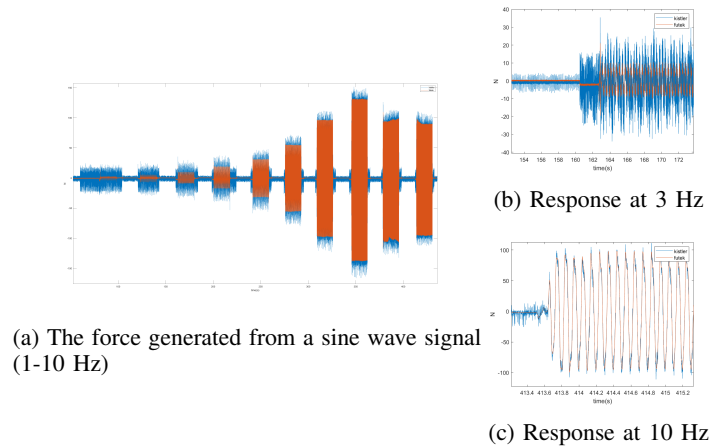 kistler
futek
N
40
30
20
10
0
-10
-20
-30
-40
154 156 158 160 162 164 166 168 170 172
time(s)
(b) Response at 3 Hz
kistler
futek
N
100
50
0
-50
-100
413.4 413.6 413.8 414 414.2 414.4 414.6 414.8 415 415.2
time(s)
(c) Response at 10 Hz
(a) The force generated from a sine wave signal
(1-10 Hz)